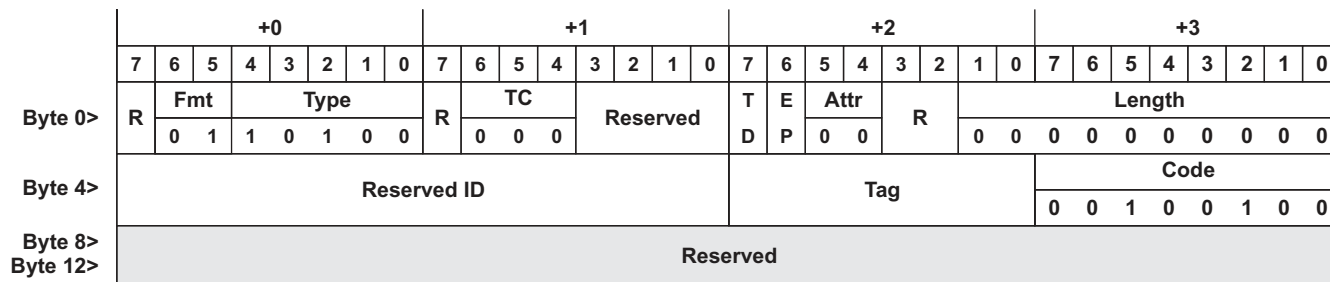 +0 +1 +2 +3
7 6 5 4 3 2 1 0 7 6 5 4 3 2 1 0 7 6 5 4 3 2 1 0 7 6 5 4 3 2 1 0
Byte 0> R Fmt Type R TC Reserved T E Attr R Length
0 1 1 0 1 0 0 0 0 0 D P 0 0 0 0 0 0 0 0 0 0 0 0
Byte 4> Reserved ID Tag Code
0 0 1 0 0 1 0 0
Byte 8> Reserved
Byte 12>